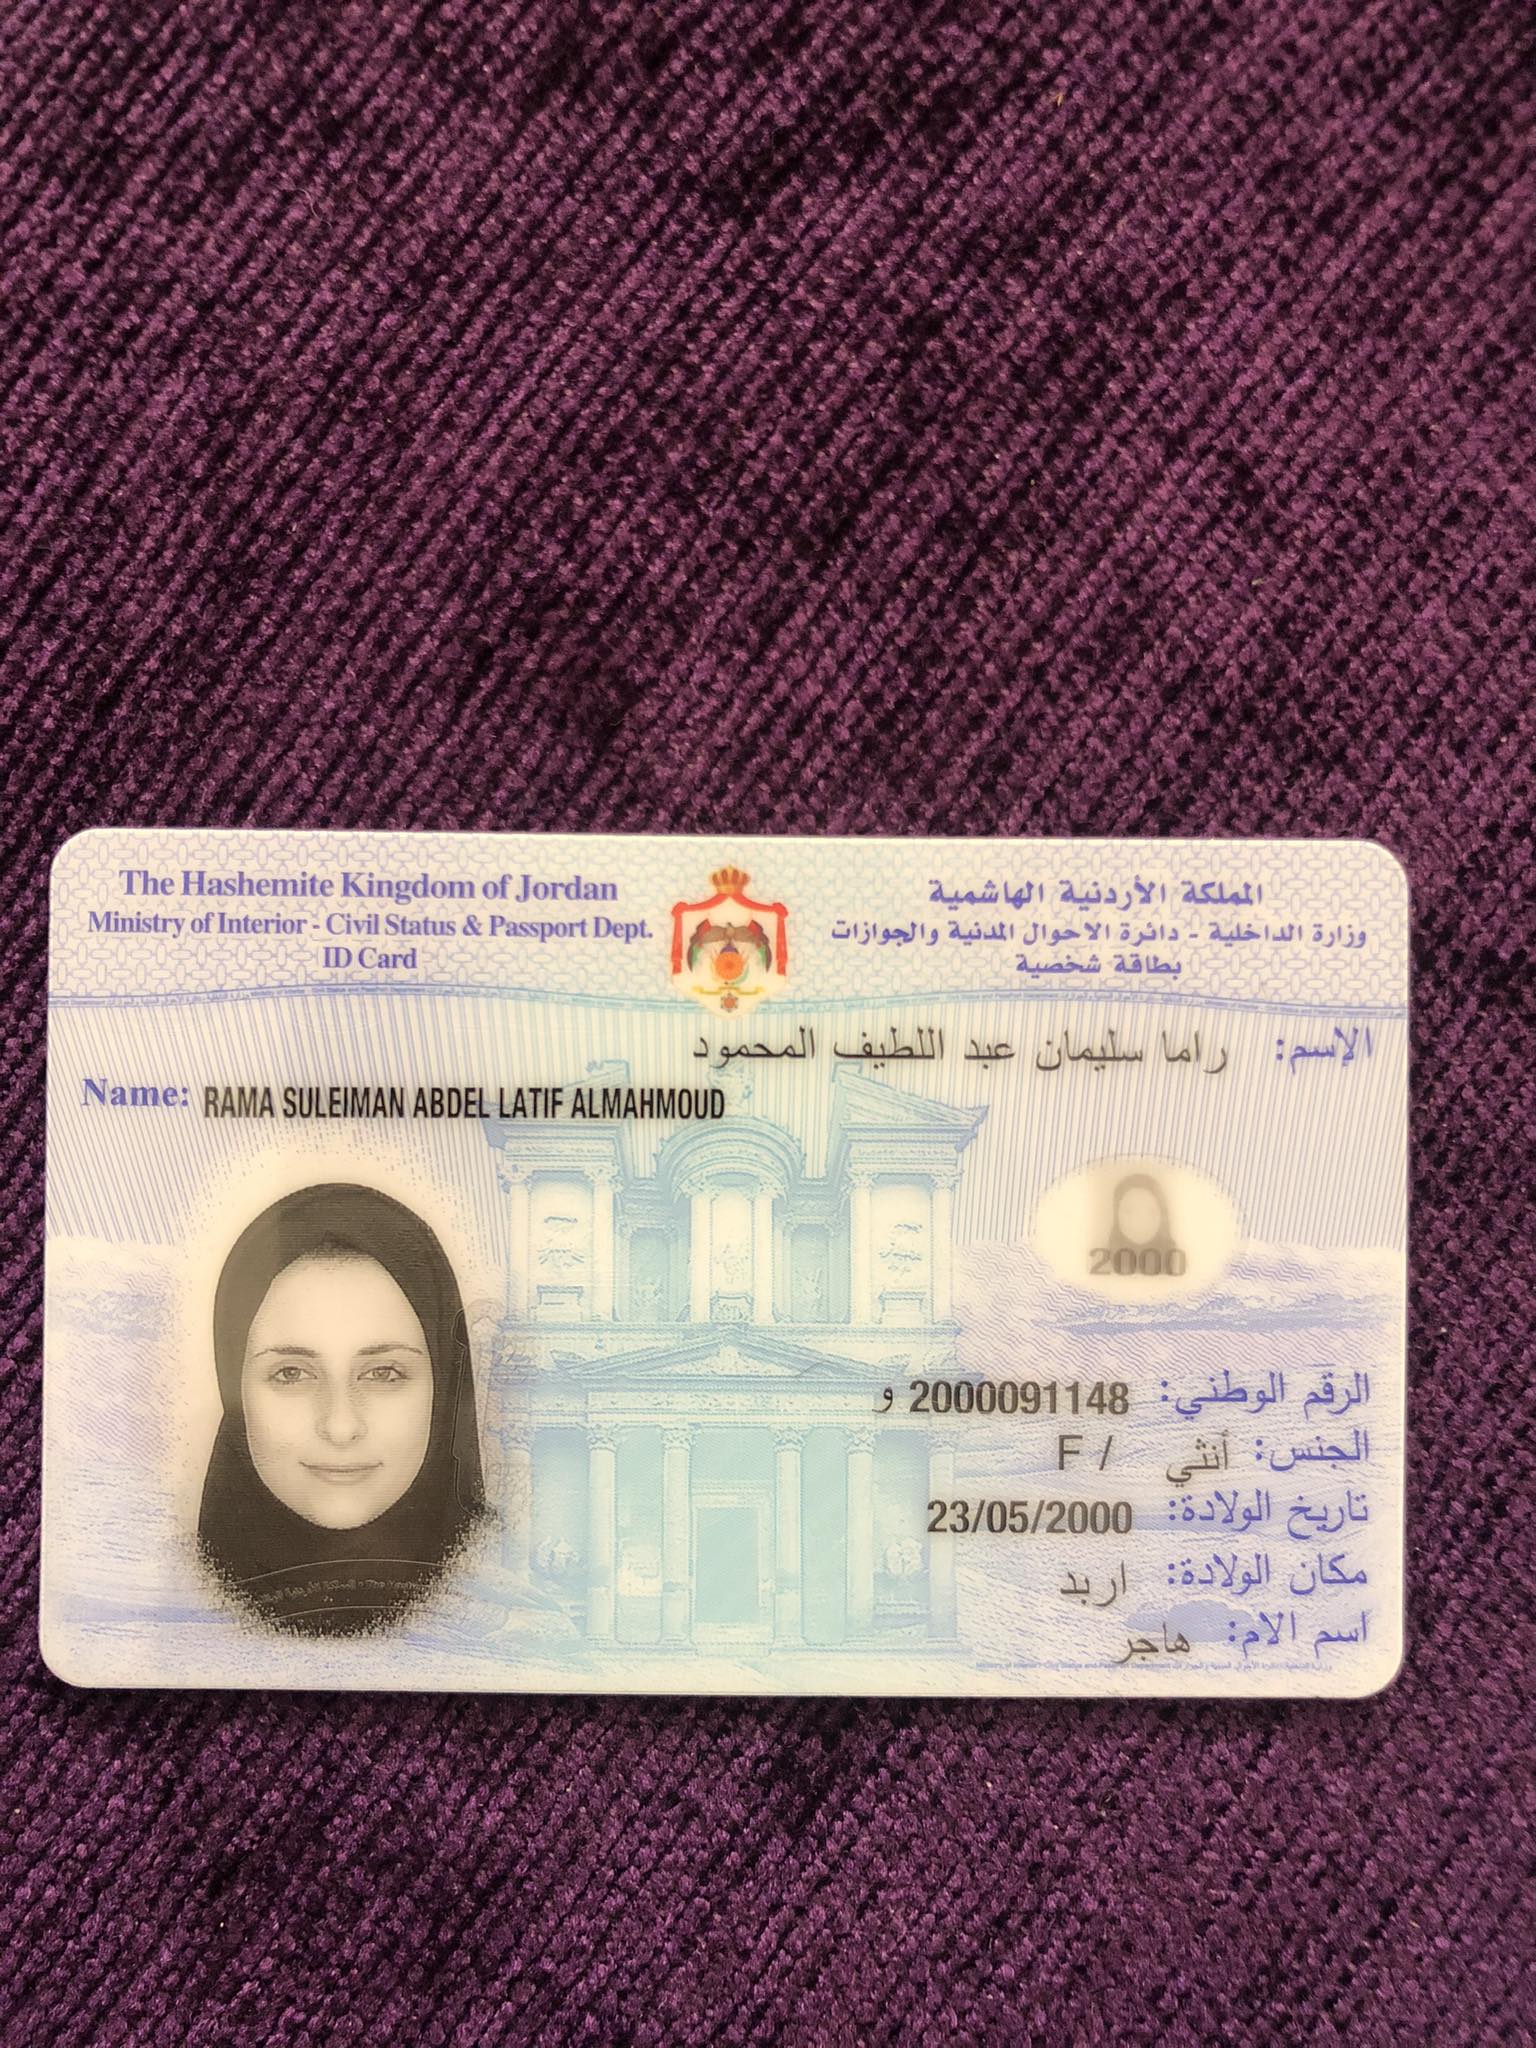 The Hashemite Kingdom of Jordan
Ministry of Interior - Civil Status & Passport Dept.
ID Card
المملكة الأردنية الهاشمية
وزارة الداخلية - دائرة الاحوال المدنية والجوازات
بطاقة شخصية
الإسم: راما سليمان عبد اللطيف المحمود
Name: RAMA SULEIMAN ABDEL LATIF ALMAHMOUD
2000
الرقم الوطني: 2000091148 و
الجنس: أنثي / F
تاريخ الولادة: 23/05/2000
مكان الولادة: اربد
اسم الام: هاجر